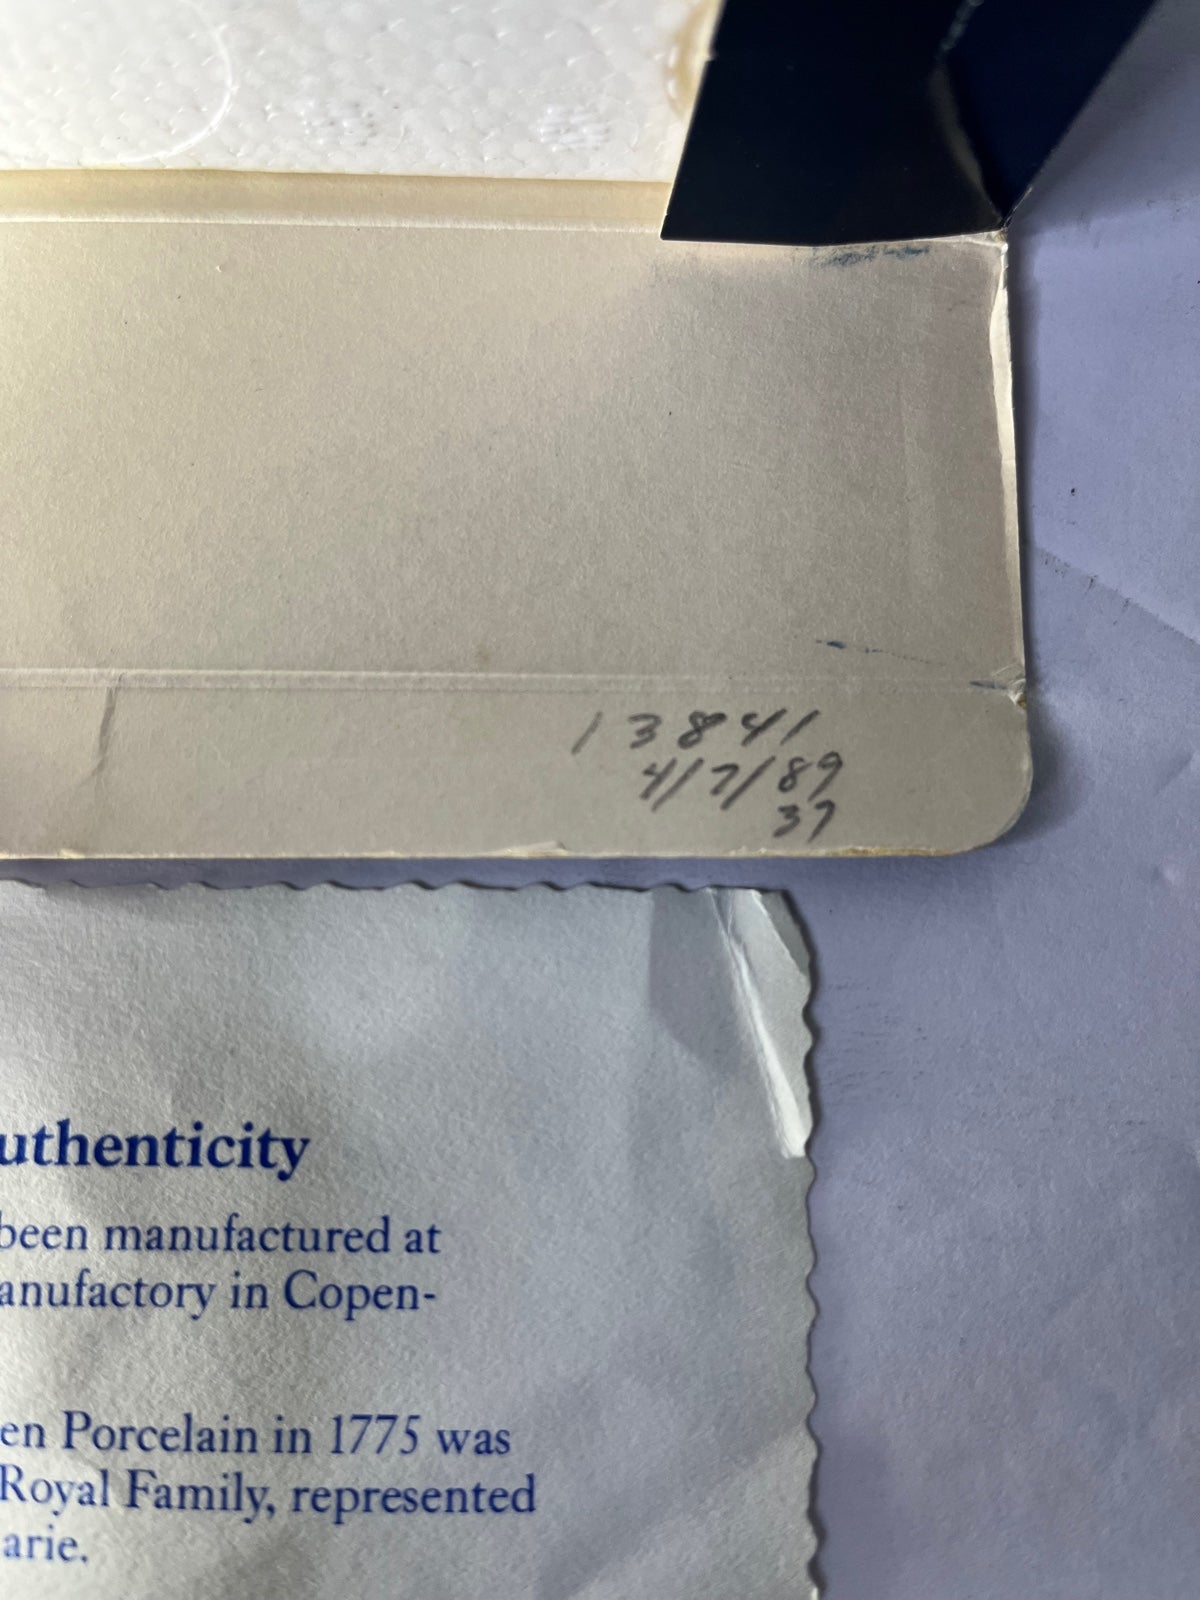 13841
4/7/89
37
uthenticity
been manufactured at
anufactory in Copen-
en Porcelain in 1775 was
Royal Family, represented
arie.